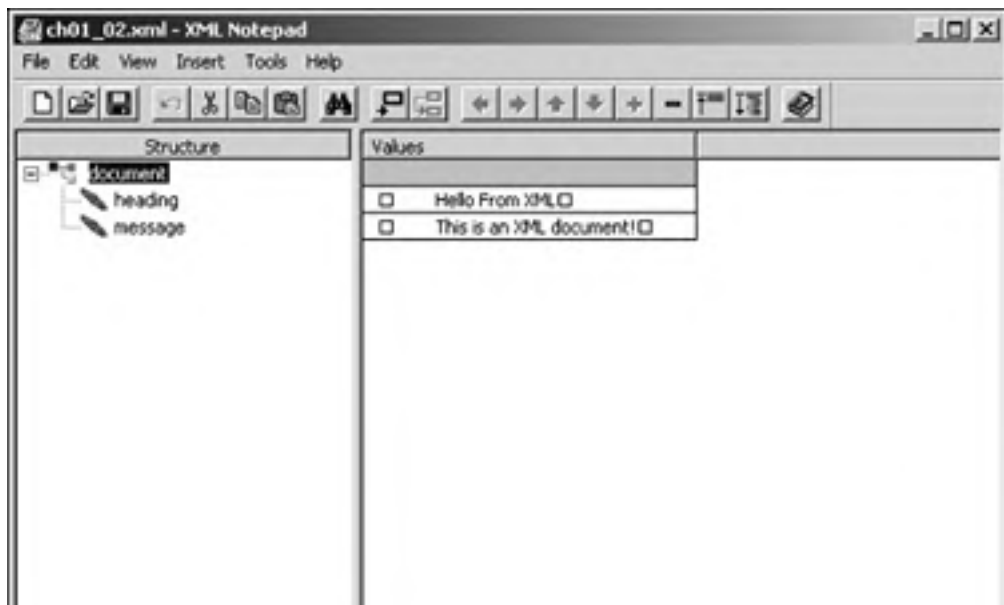 ch01_02.xml - XML Notepad
File Edit View Insert Tools Help
Structure
Values
document
heading
Hello From XML
message
This is an XML document!